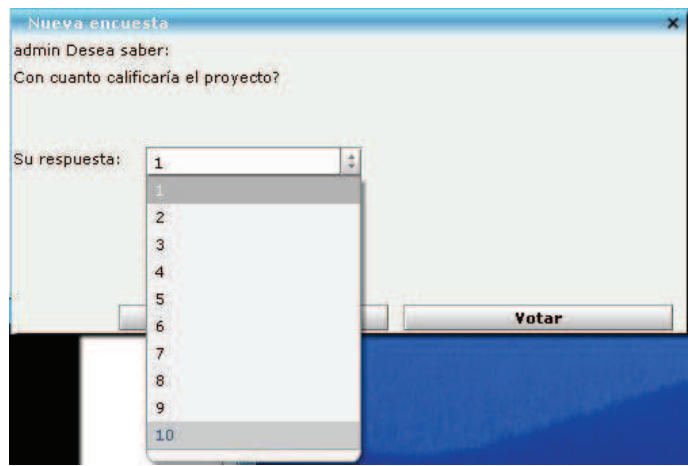 Nueva encuesta
admin Desea saber:
Con cuanto calificaría el proyecto?
Su respuesta: 1
1
2
3
4
5
6
7
8
9
10
Votar